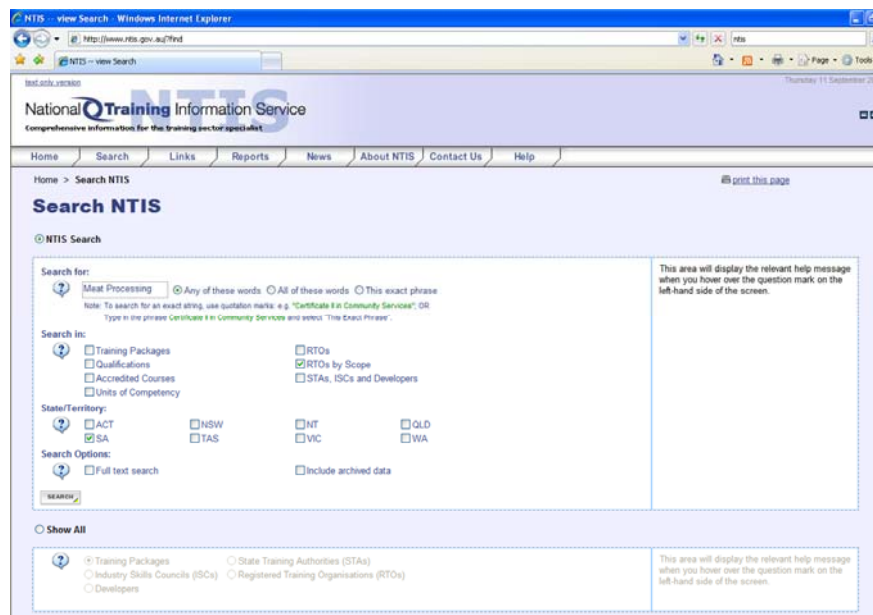 NTIS -- view Search - Windows Internet Explorer
http://www.ntis.gov.au/?find
ntis
NTIS -- view Search
Page
Tools
text only version
Thursday 11 September 2
NTIS
National Training Information Service
Comprehensive information for the training sector specialist
Home Search Links Reports News About NTIS Contact Us Help
Home > Search NTIS
print this page
Search NTIS
NTIS Search
Search for:
Meat Processing Any of these words All of these words This exact phrase
Note: To search for an exact string, use quotation marks: e.g. "Certificate II in Community Services"; OR
Type in the phrase Certificate II in Community Services and select "This Exact Phrase".
This area will display the relevant help message
when you hover over the question mark on the
left-hand side of the screen.
Search in:
Training Packages RTOs
Qualifications RTOs by Scope
Accredited Courses STAs, ISCs and Developers
Units of Competency
State/Territory:
ACT NSW NT QLD
SA TAS VIC WA
Search Options:
Full text search Include archived data
SEARCH
Show All
Training Packages State Training Authorities (STAs)
Industry Skills Councils (ISCs) Registered Training Organisations (RTOs)
Developers
This area will display the relevant help message
when you hover over the question mark on the
left-hand side of the screen.